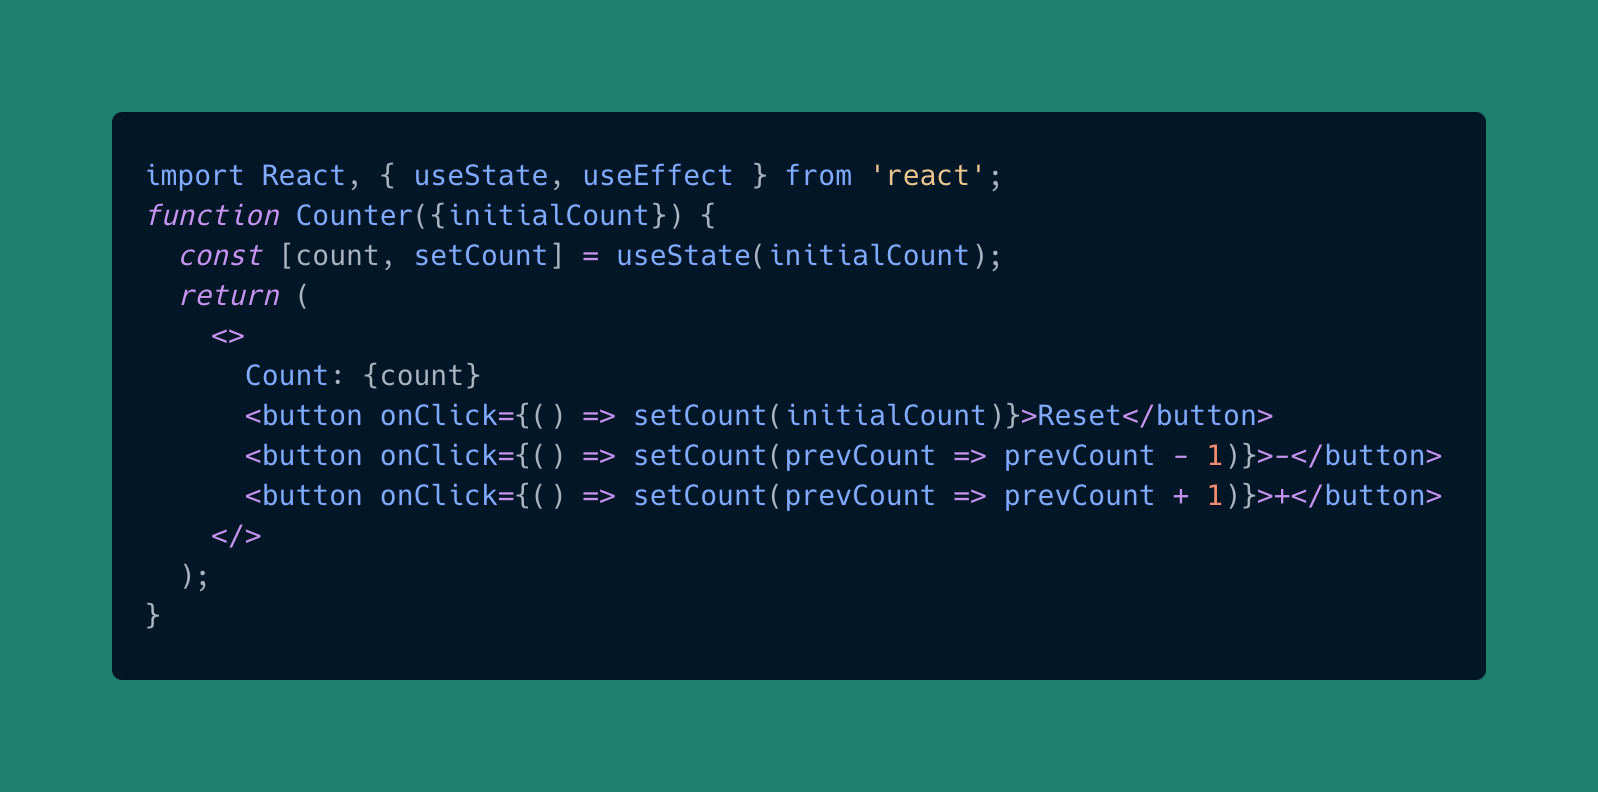 import React, { useState, useEffect } from 'react';
function Counter({initialCount}) {
  const [count, setCount] = useState(initialCount);
  return (
    <>
      Count: {count}
      <button onClick={() => setCount(initialCount)}>Reset</button>
      <button onClick={() => setCount(prevCount => prevCount - 1)}>-</button>
      <button onClick={() => setCount(prevCount => prevCount + 1)}>+</button>
    </>
  );
}